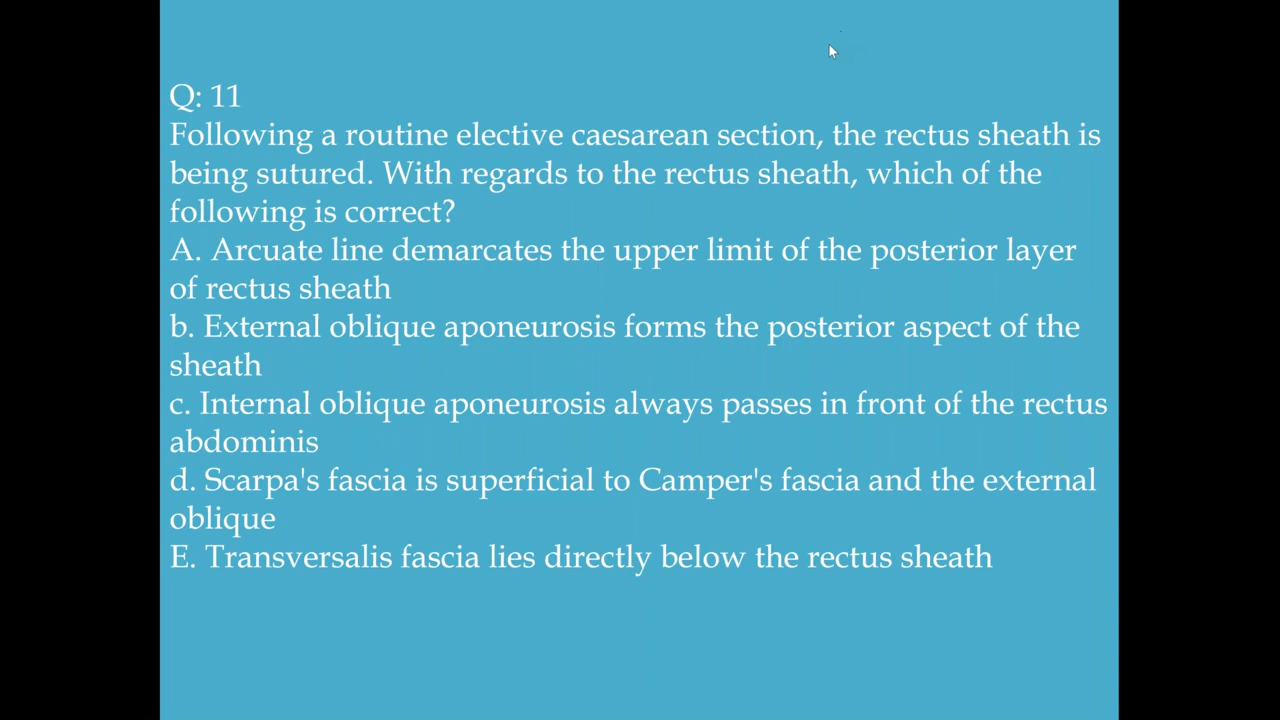 Q: 11
Following a routine elective caesarean section, the rectus sheath is
being sutured. With regards to the rectus sheath, which of the
following is correct?
A. Arcuate line demarcates the upper limit of the posterior layer
of rectus sheath
b. External oblique aponeurosis forms the posterior aspect of the
sheath
c. Internal oblique aponeurosis always passes in front of the rectus
abdominis
d. Scarpa's fascia is superficial to Camper's fascia and the external
oblique
E. Transversalis fascia lies directly below the rectus sheath